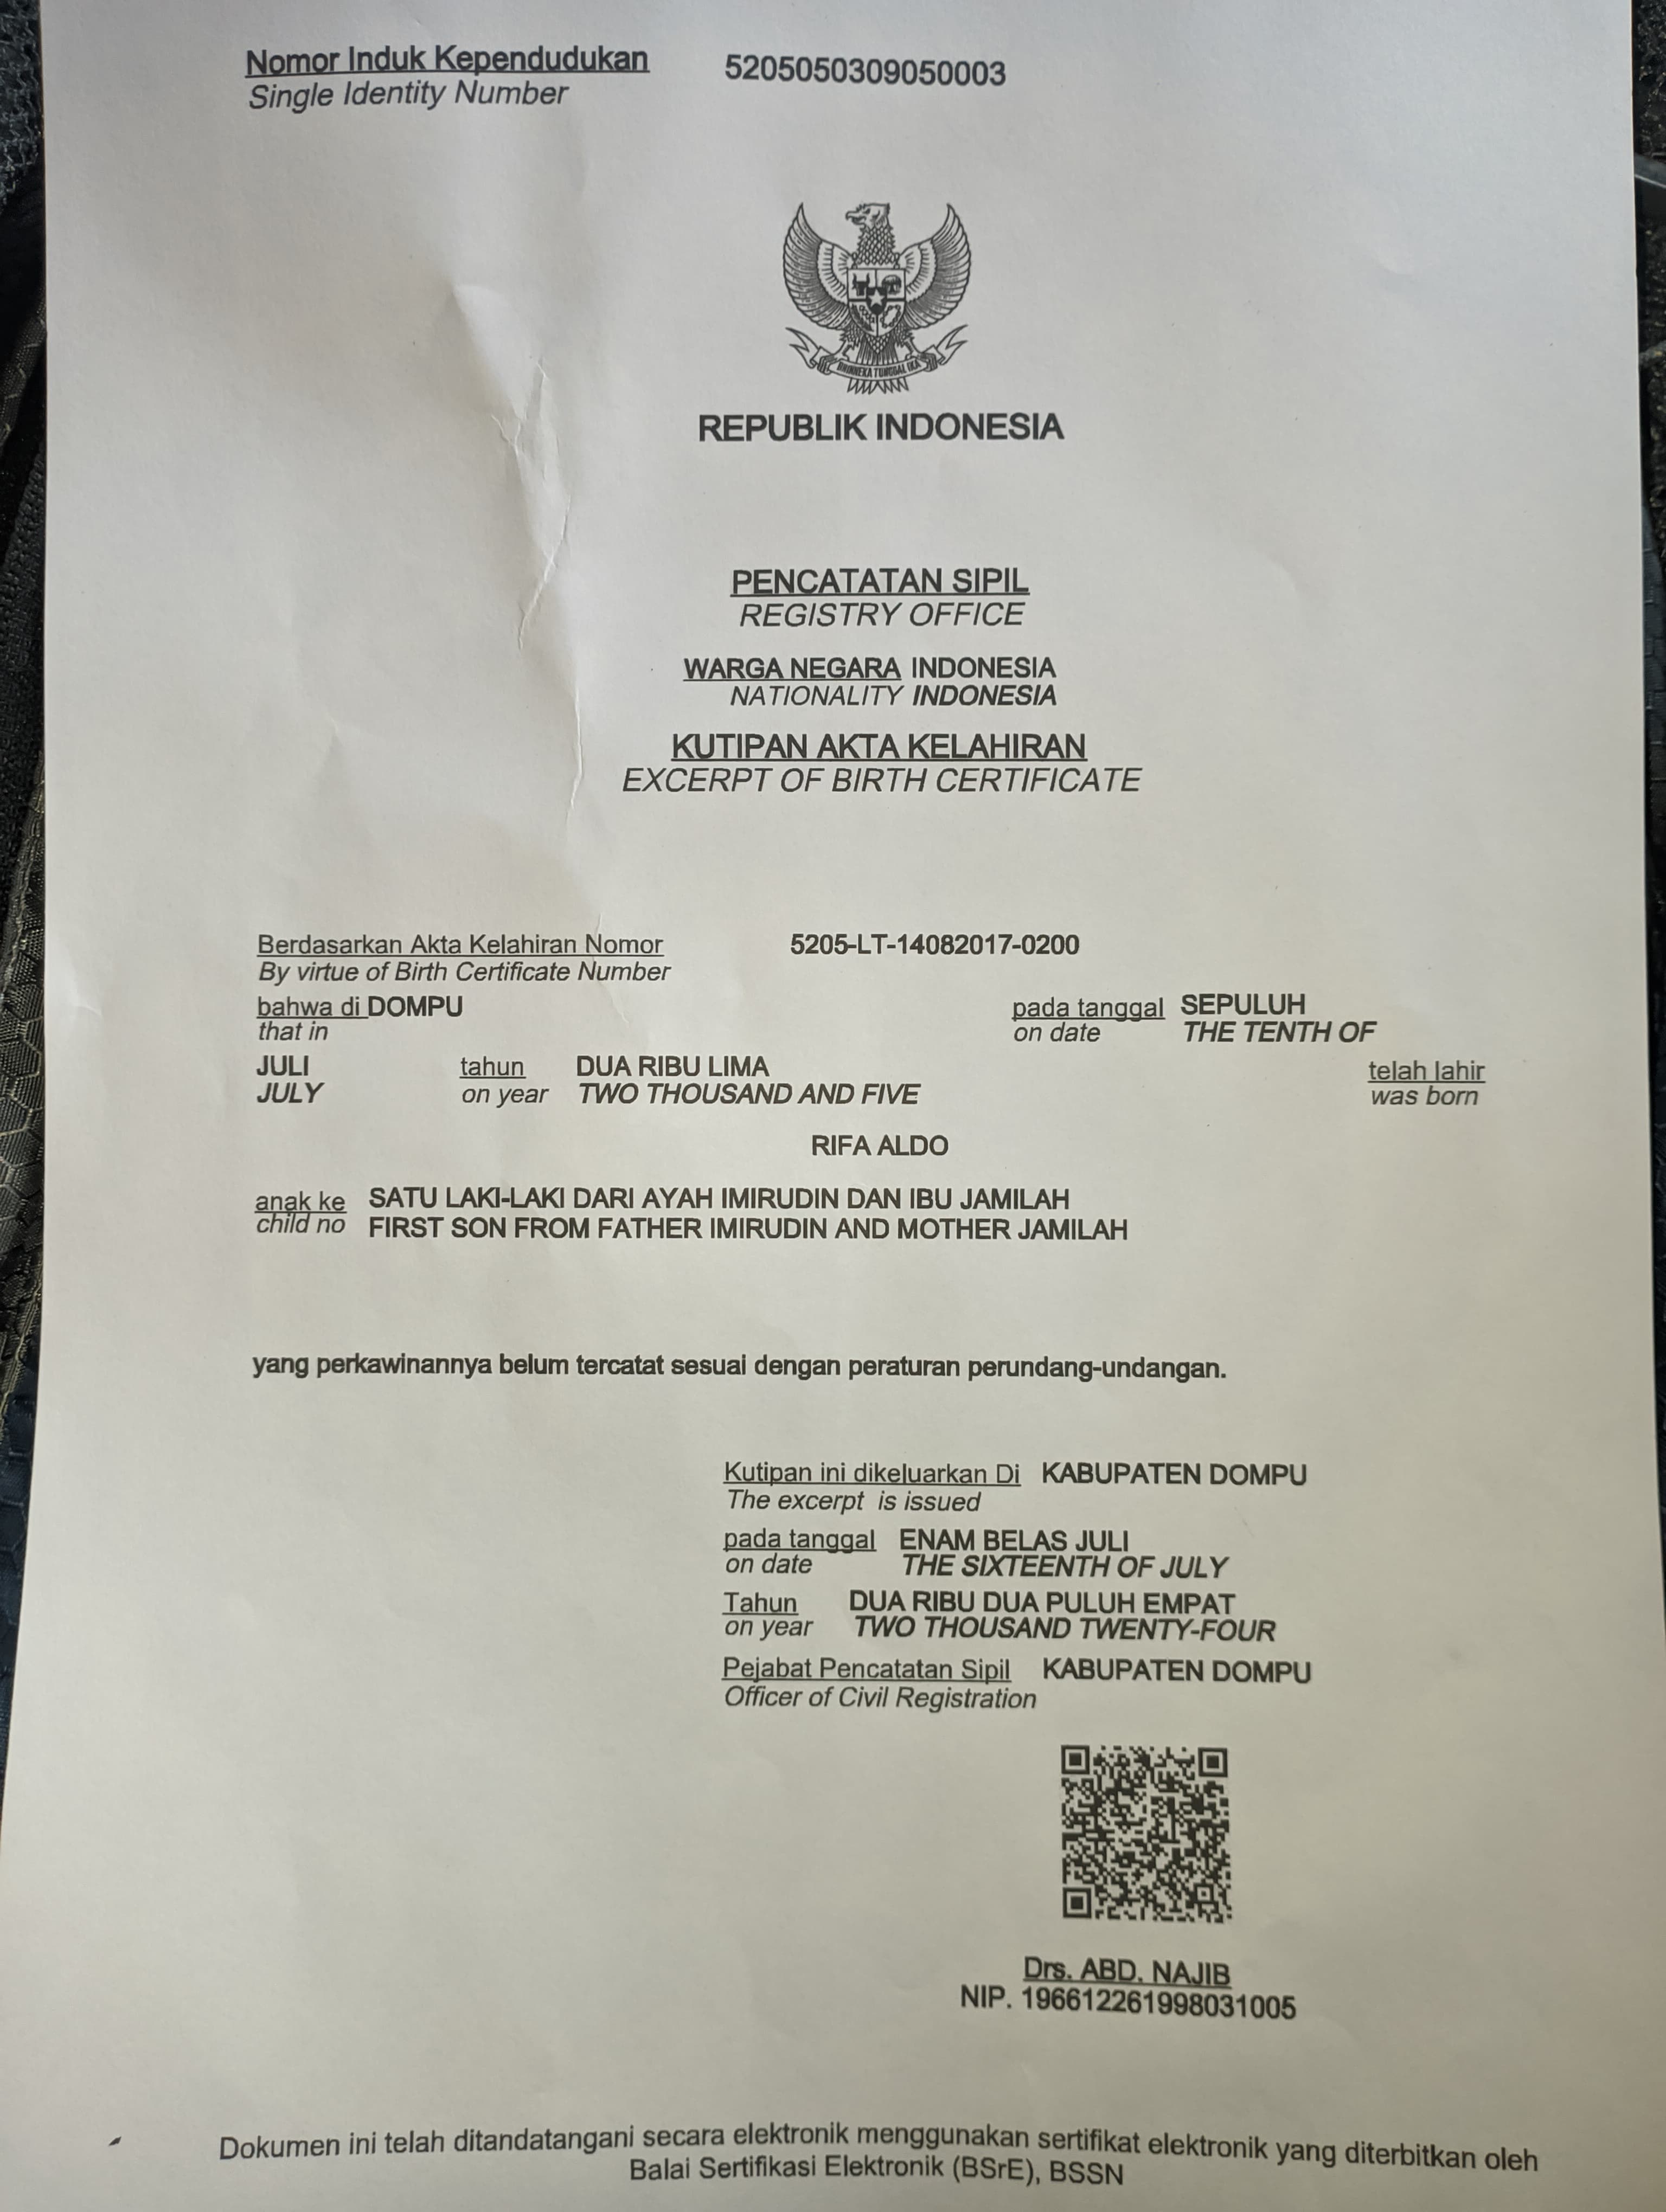 Nomor Induk Kependudukan 5205050309050003
Single Identity Number
BHINNEKA TUNGGAL IKA
REPUBLIK INDONESIA
PENCATATAN SIPIL
REGISTRY OFFICE
WARGA NEGARA INDONESIA
NATIONALITY INDONESIA
KUTIPAN AKTA KELAHIRAN
EXCERPT OF BIRTH CERTIFICATE
Berdasarkan Akta Kelahiran Nomor 5205-LT-14082017-0200
By virtue of Birth Certificate Number
bahwa di DOMPU pada tanggal SEPULUH
that in on date THE TENTH OF
JULI tahun DUA RIBU LIMA telah lahir
JULY on year TWO THOUSAND AND FIVE was born
RIFA ALDO
anak ke SATU LAKI-LAKI DARI AYAH IMIRUDIN DAN IBU JAMILAH
child no FIRST SON FROM FATHER IMIRUDIN AND MOTHER JAMILAH
yang perkawinannya belum tercatat sesuai dengan peraturan perundang-undangan.
Kutipan ini dikeluarkan Di KABUPATEN DOMPU
The excerpt is issued
pada tanggal ENAM BELAS JULI
on date THE SIXTEENTH OF JULY
Tahun DUA RIBU DUA PULUH EMPAT
on year TWO THOUSAND TWENTY-FOUR
Pejabat Pencatatan Sipil KABUPATEN DOMPU
Officer of Civil Registration
Drs. ABD. NAJIB
NIP. 196612261998031005
Dokumen ini telah ditandatangani secara elektronik menggunakan sertifikat elektronik yang diterbitkan oleh
Balai Sertifikasi Elektronik (BSrE), BSSN